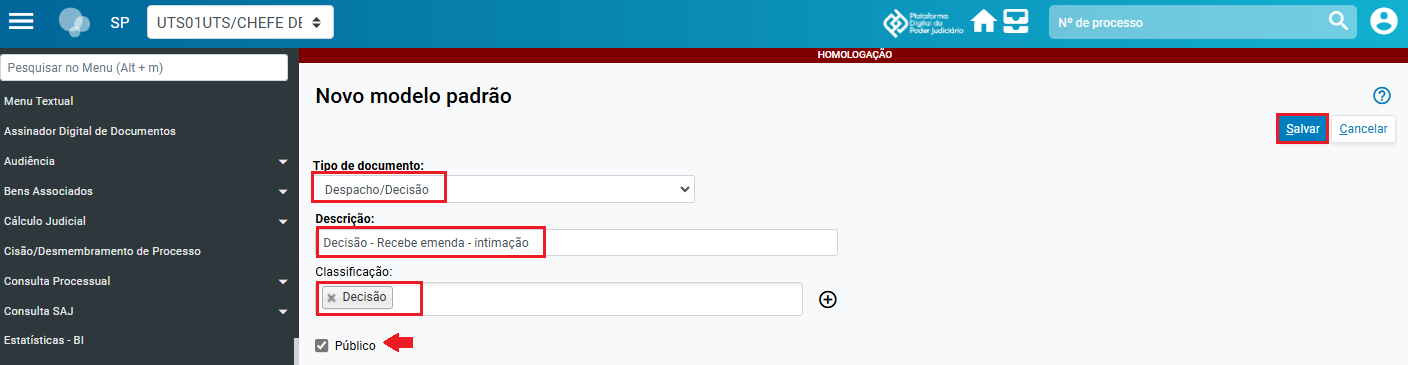 SP
UTS01UTS/CHEFE DE
Plataforma
Digital do
Poder Judiciário
Nº de processo
HOMOLOGAÇÃO
Pesquisar no Menu (Alt + m)
Menu Textual
Assinador Digital de Documentos
Audiência
Bens Associados
Cálculo Judicial
Cisão/Desmembramento de Processo
Consulta Processual
Consulta SAJ
Estatísticas - BI
Novo modelo padrão
Salvar
Cancelar
Tipo de documento:
Despacho/Decisão
Descrição:
Decisão - Recebe emenda - intimação
Classificação:
Decisão
Público